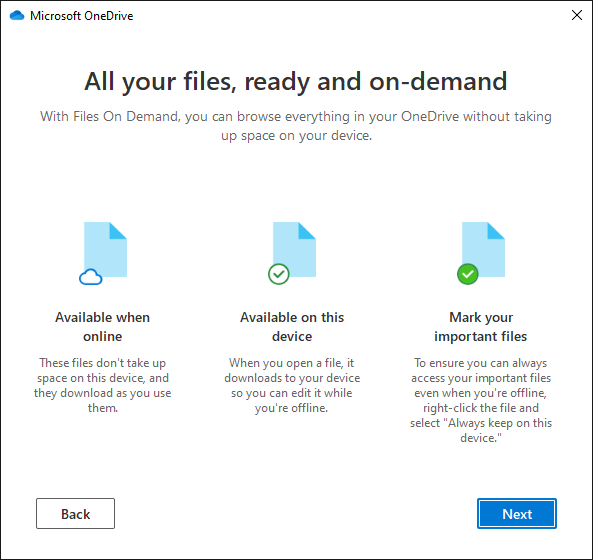 Microsoft OneDrive
All your files, ready and on-demand
With Files On Demand, you can browse everything in your OneDrive without taking
up space on your device.
Available when
online
These files don't take up
space on this device, and
they download as you use
them.
Available on this
device
When you open a file, it
downloads to your device
so you can edit it while
you're offline.
Mark your
important files
To ensure you can always
access your important files
even when you're offline,
right-click the file and
select "Always keep on this
device."
Back
Next